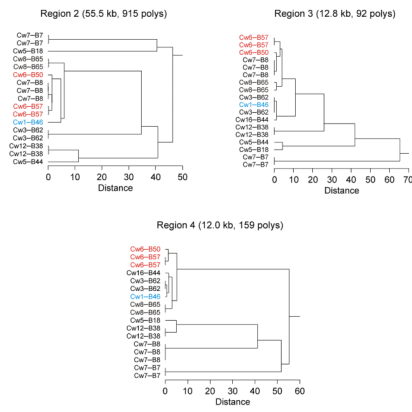 Region 2 (55.5 kb, 915 polys)
Cw7–B7
Cw7–B7
Cw5–B18
Cw8–B65
Cw8–B65
Cw6–B50
Cw7–B8
Cw7–B8
Cw7–B8
Cw6–B57
Cw6–B57
Cw1–B46
Cw3–B62
Cw3–B62
Cw12–B38
Cw12–B38
Cw5–B44
0 10 20 30 40 50
Distance
Region 3 (12.8 kb, 92 polys)
Cw6–B57
Cw6–B57
Cw6–B50
Cw7–B8
Cw7–B8
Cw7–B8
Cw8–B65
Cw8–B65
Cw3–B62
Cw1–B46
Cw3–B62
Cw16–B44
Cw12–B38
Cw12–B38
Cw5–B44
Cw5–B18
Cw7–B7
Cw7–B7
0 10 20 30 40 50 60 70
Distance
Region 4 (12.0 kb, 159 polys)
Cw6–B50
Cw6–B57
Cw6–B57
Cw16–B44
Cw3–B62
Cw3–B62
Cw1–B46
Cw8–B65
Cw8–B65
Cw5–B18
Cw12–B38
Cw12–B38
Cw7–B8
Cw7–B8
Cw7–B8
Cw7–B7
Cw7–B7
0 10 20 30 40 50 60
Distance